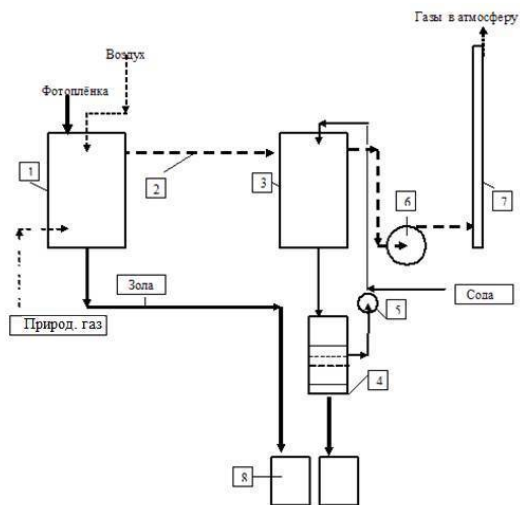 Газы в атмосферу
Воздух
Фотоплёнка
1
2
3
6
7
Зола
Сода
5
Природ. газ
4
8